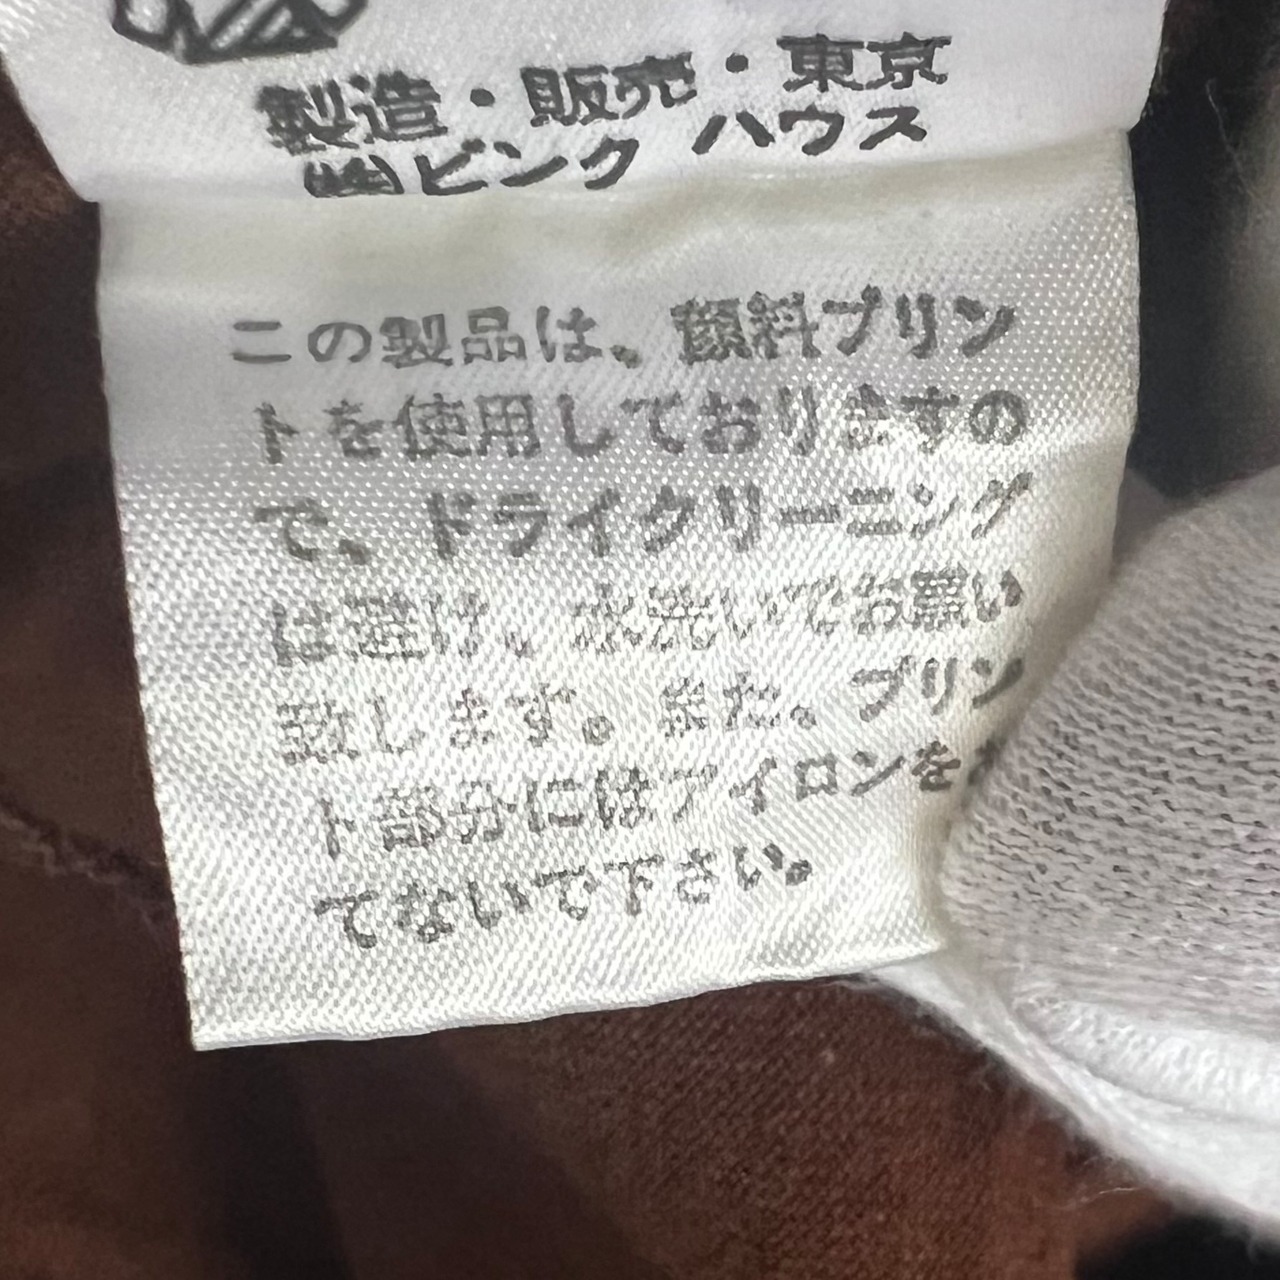 製造・販売・東京
㈱ピンク ハウス
この製品は、顔料プリン
トを使用しておりますの
で、ドライクリーニング
は避け、水洗いでお願い
致します。また、プリン
ト部分にはアイロンを
てないで下さい。